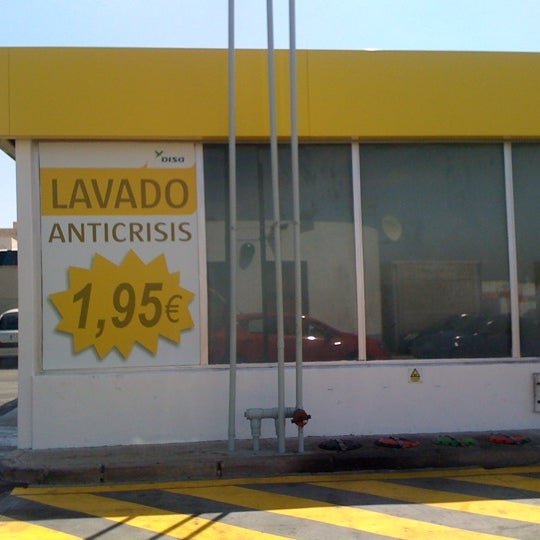 DISA
LAVADO
ANTICRISIS
1,95€